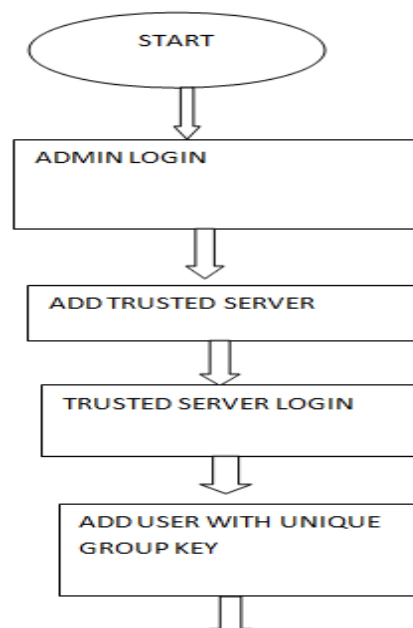 START
ADMIN LOGIN
ADD TRUSTED SERVER
TRUSTED SERVER LOGIN
ADD USER WITH UNIQUE
GROUP KEY